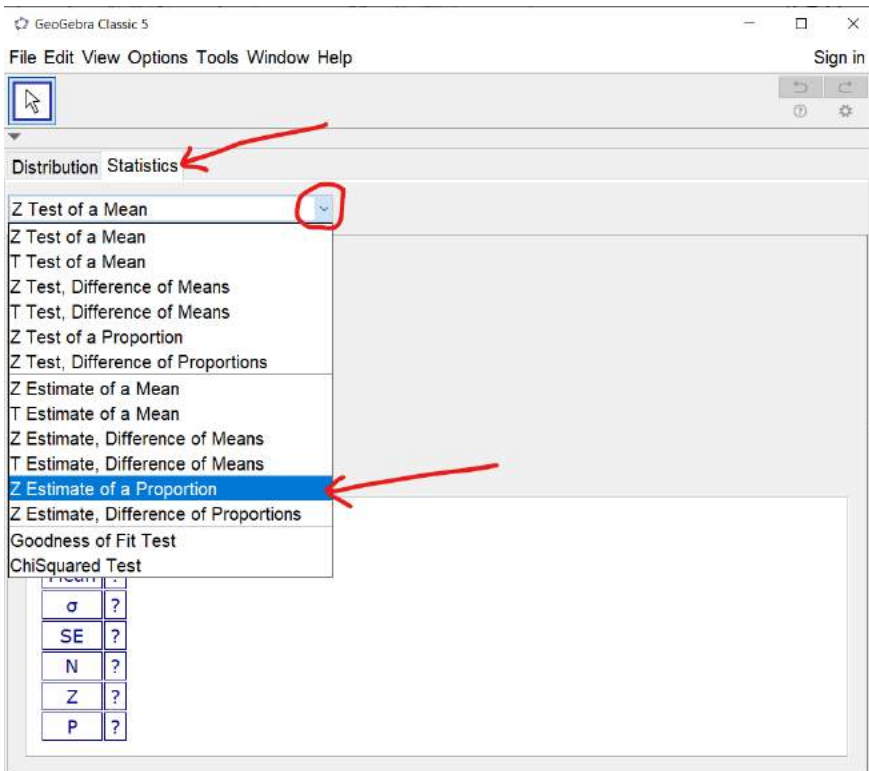 GeoGebra Classic 5
File Edit View Options Tools Window Help Sign in
Distribution Statistics
Z Test of a Mean
Z Test of a Mean
T Test of a Mean
Z Test, Difference of Means
T Test, Difference of Means
Z Test of a Proportion
Z Test, Difference of Proportions
Z Estimate of a Mean
T Estimate of a Mean
Z Estimate, Difference of Means
T Estimate, Difference of Means
Z Estimate of a Proportion
Z Estimate, Difference of Proportions
Goodness of Fit Test
ChiSquared Test
Mean ?
σ ?
SE ?
N ?
Z ?
P ?